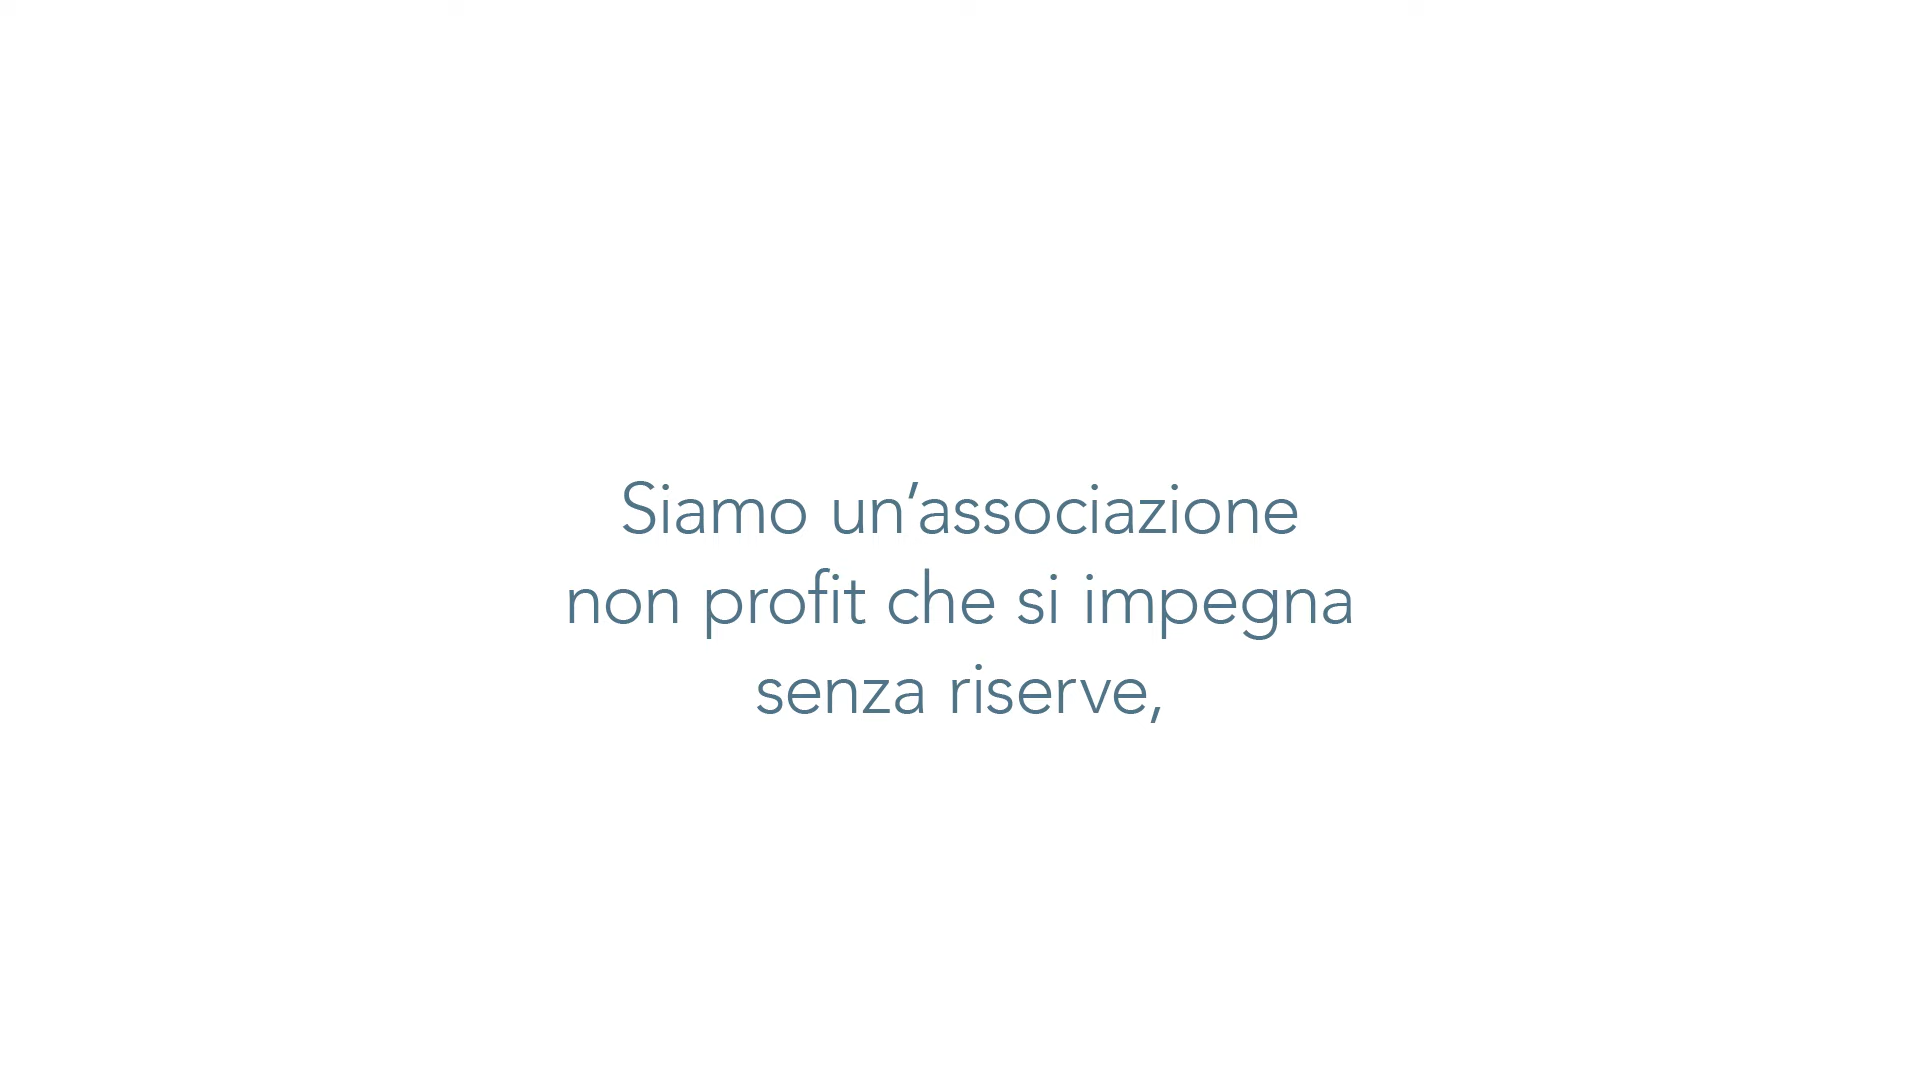 Siamo un’associazione
non profit che si impegna
senza riserve,